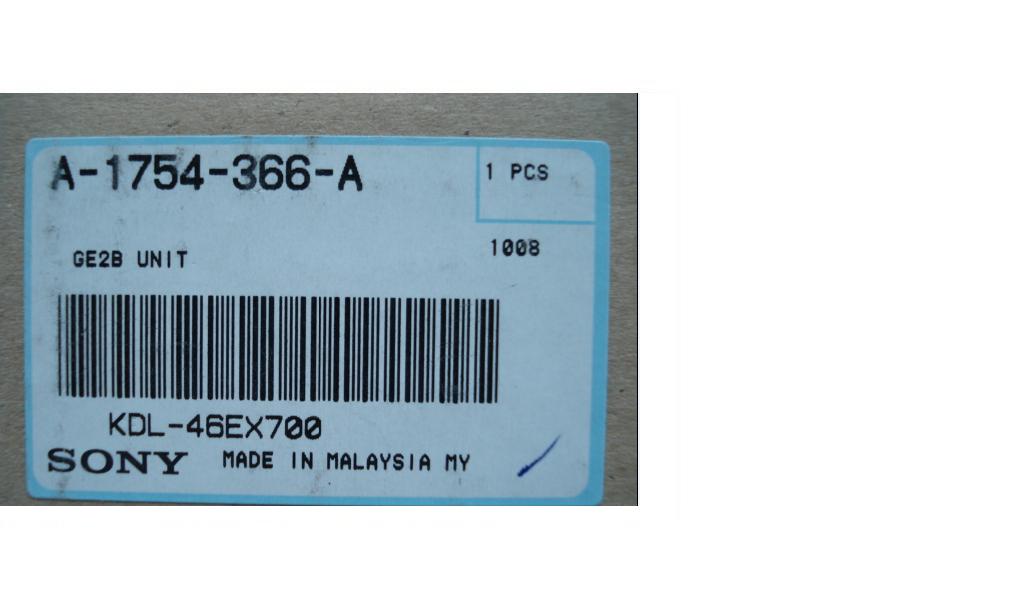 A-1754-366-A
1 PCS
1008
GE2B UNIT
KDL-46EX700
SONY MADE IN MALAYSIA MY